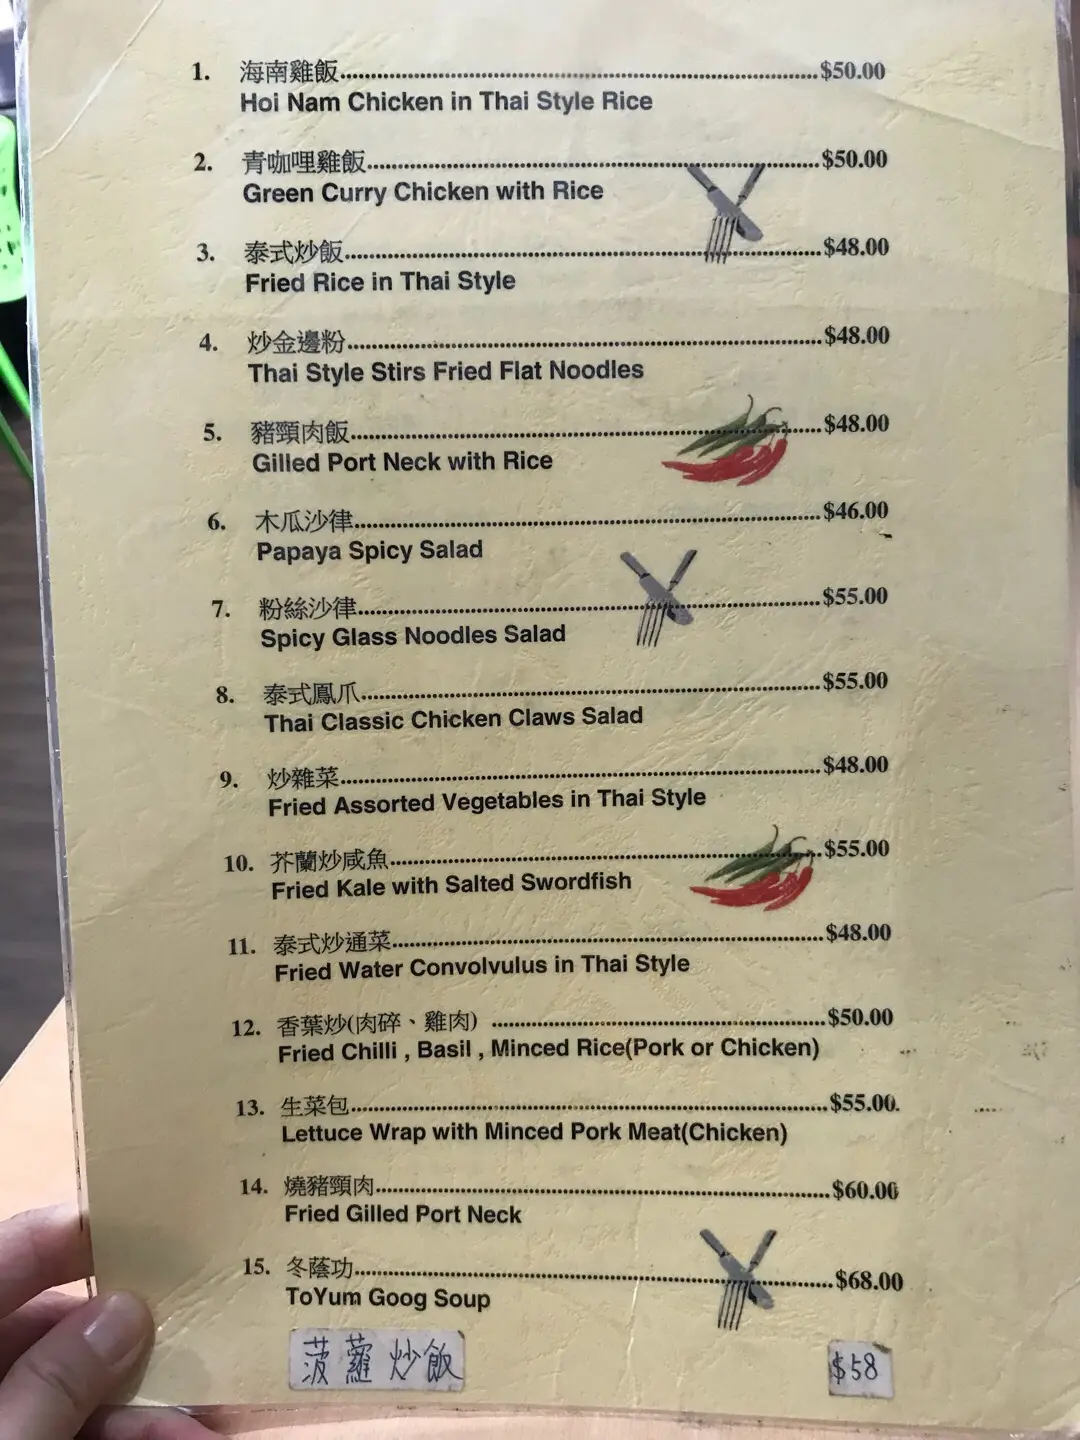 1. 海南雞飯........................$50.00
Hoi Nam Chicken in Thai Style Rice
2. 青咖哩雞飯........................$50.00
Green Curry Chicken with Rice
3. 泰式炒飯........................$48.00
Fried Rice in Thai Style
4. 炒金邊粉........................$48.00
Thai Style Stirs Fried Flat Noodles
5. 豬頸肉飯........................$48.00
Gilled Port Neck with Rice
6. 木瓜沙律........................$46.00
Papaya Spicy Salad
7. 粉絲沙律........................$55.00
Spicy Glass Noodles Salad
8. 泰式鳳爪........................$55.00
Thai Classic Chicken Claws Salad
9. 炒雜菜........................$48.00
Fried Assorted Vegetables in Thai Style
10. 芥蘭炒咸魚........................$55.00
Fried Kale with Salted Swordfish
11. 泰式炒通菜........................$48.00
Fried Water Convolvulus in Thai Style
12. 香葉炒(肉碎、雞肉) ........................$50.00
Fried Chilli , Basil , Minced Rice(Pork or Chicken)
13. 生菜包........................$55.00
Lettuce Wrap with Minced Pork Meat(Chicken)
14. 燒豬頸肉........................$60.00
Fried Gilled Port Neck
15. 冬蔭功........................$68.00
ToYum Goog Soup
菠蘿炒飯 $58